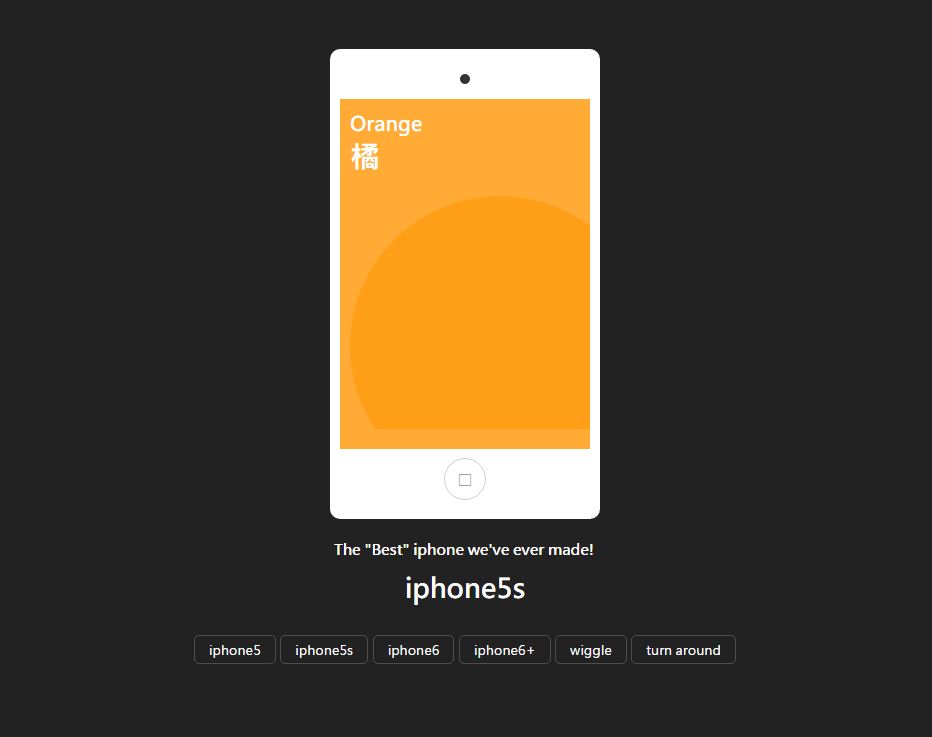 Orange
橘
The "Best" iphone we've ever made!
iphone5s
iphone5
iphone5s
iphone6
iphone6+
wiggle
turn around